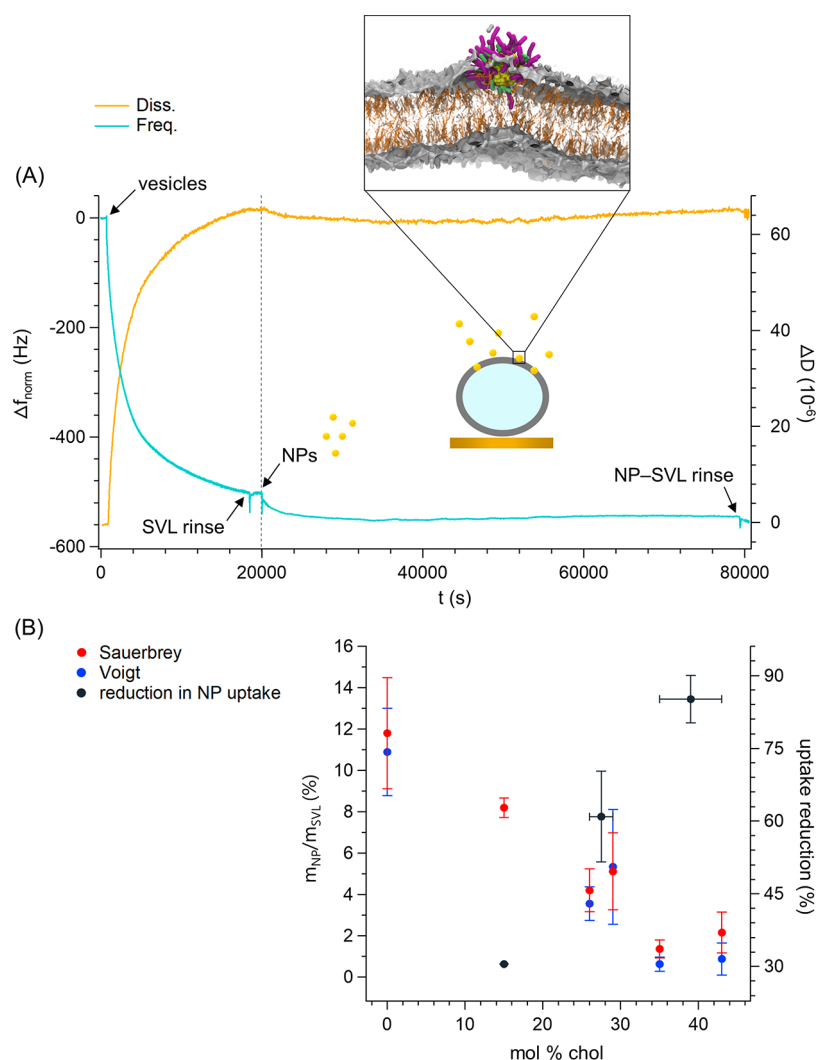 Diss.
Freq.
(A)
vesicles
0
-200
-400
-600
Δf_norm (Hz)
60
40
20
0
ΔD (10⁻⁶)
NPs
SVL rinse
NP–SVL rinse
0
20000
40000
60000
80000
t (s)
(B)
Sauerbrey
Voigt
reduction in NP uptake
16
14
12
10
8
6
4
2
0
m_NP/m_SVL (%)
90
75
60
45
30
uptake reduction (%)
0
10
20
30
40
mol % chol